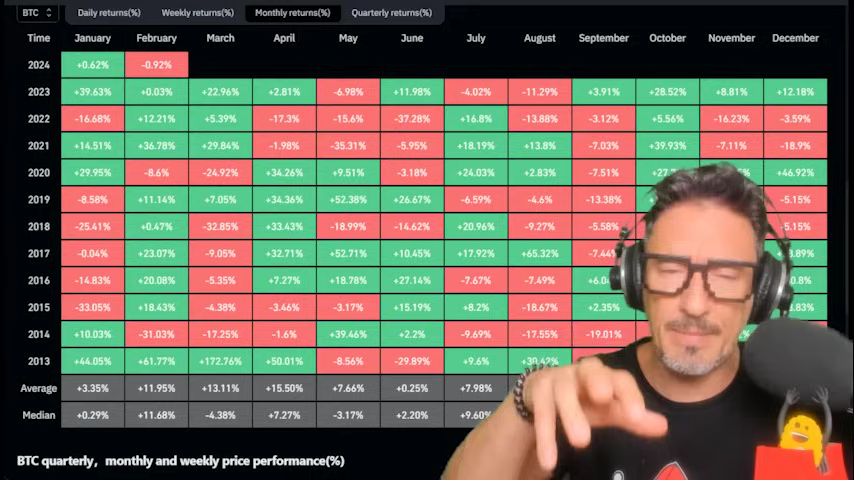 BTC Daily returns(%) Weekly returns(%) Monthly returns(%) Quarterly returns(%)
Time January February March April May June July August September October November December
2024 +0.62% -0.92%
2023 +39.63% +0.03% +22.96% +2.81% -6.98% +11.98% -4.02% -11.29% +3.91% +28.52% +8.81% +12.18%
2022 -16.68% +12.21% +5.39% -17.3% -15.6% -37.28% +16.8% -13.88% -3.12% +5.56% -16.23% -3.59%
2021 +14.51% +36.78% +29.84% -1.98% -35.31% -5.95% +18.19% +13.8% -7.03% +39.93% -7.11% -18.9%
2020 +29.95% -8.6% -24.92% +34.26% +9.51% -3.18% +24.03% +2.83% -7.51% +46.92%
2019 -8.58% +11.14% +7.05% +34.36% +52.38% +26.67% -6.59% -4.6% -13.38% -5.15%
2018 -25.41% +0.47% -32.85% +33.43% -18.99% -14.62% +20.96% -9.27% -5.58% -5.15%
2017 -0.04% +23.07% -9.05% +32.71% +52.71% +10.45% +17.92% +65.32%
2016 -14.83% +20.08% -5.35% +7.27% +18.78% +27.14% -7.67% -7.49%
2015 -33.05% +18.43% -4.38% -3.46% -3.17% +15.19% +8.2% -18.67% +2.35%
2014 +10.03% -31.03% -17.25% -1.6% +39.46% +2.2% -9.69% -17.55% -19.01%
2013 +44.05% +61.77% +172.76% +50.01% -8.56% -29.89% +9.6%
Average +3.35% +11.95% +13.11% +15.50% +7.66% +0.25% +7.98%
Median +0.29% +11.68% -4.38% +7.27% -3.17% +2.20% +9.60%
BTC quarterly, monthly and weekly price performance(%)